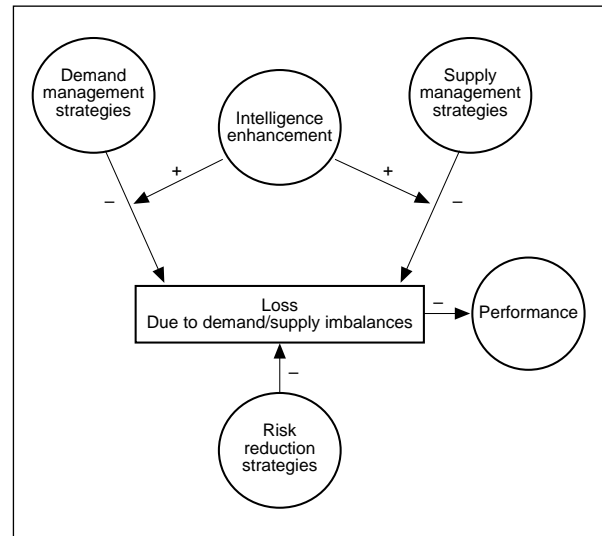 Demand
management
strategies
Intelligence
enhancement
Supply
management
strategies
+
+
–
–
Loss
Due to demand/supply imbalances
–
Performance
–
Risk
reduction
strategies